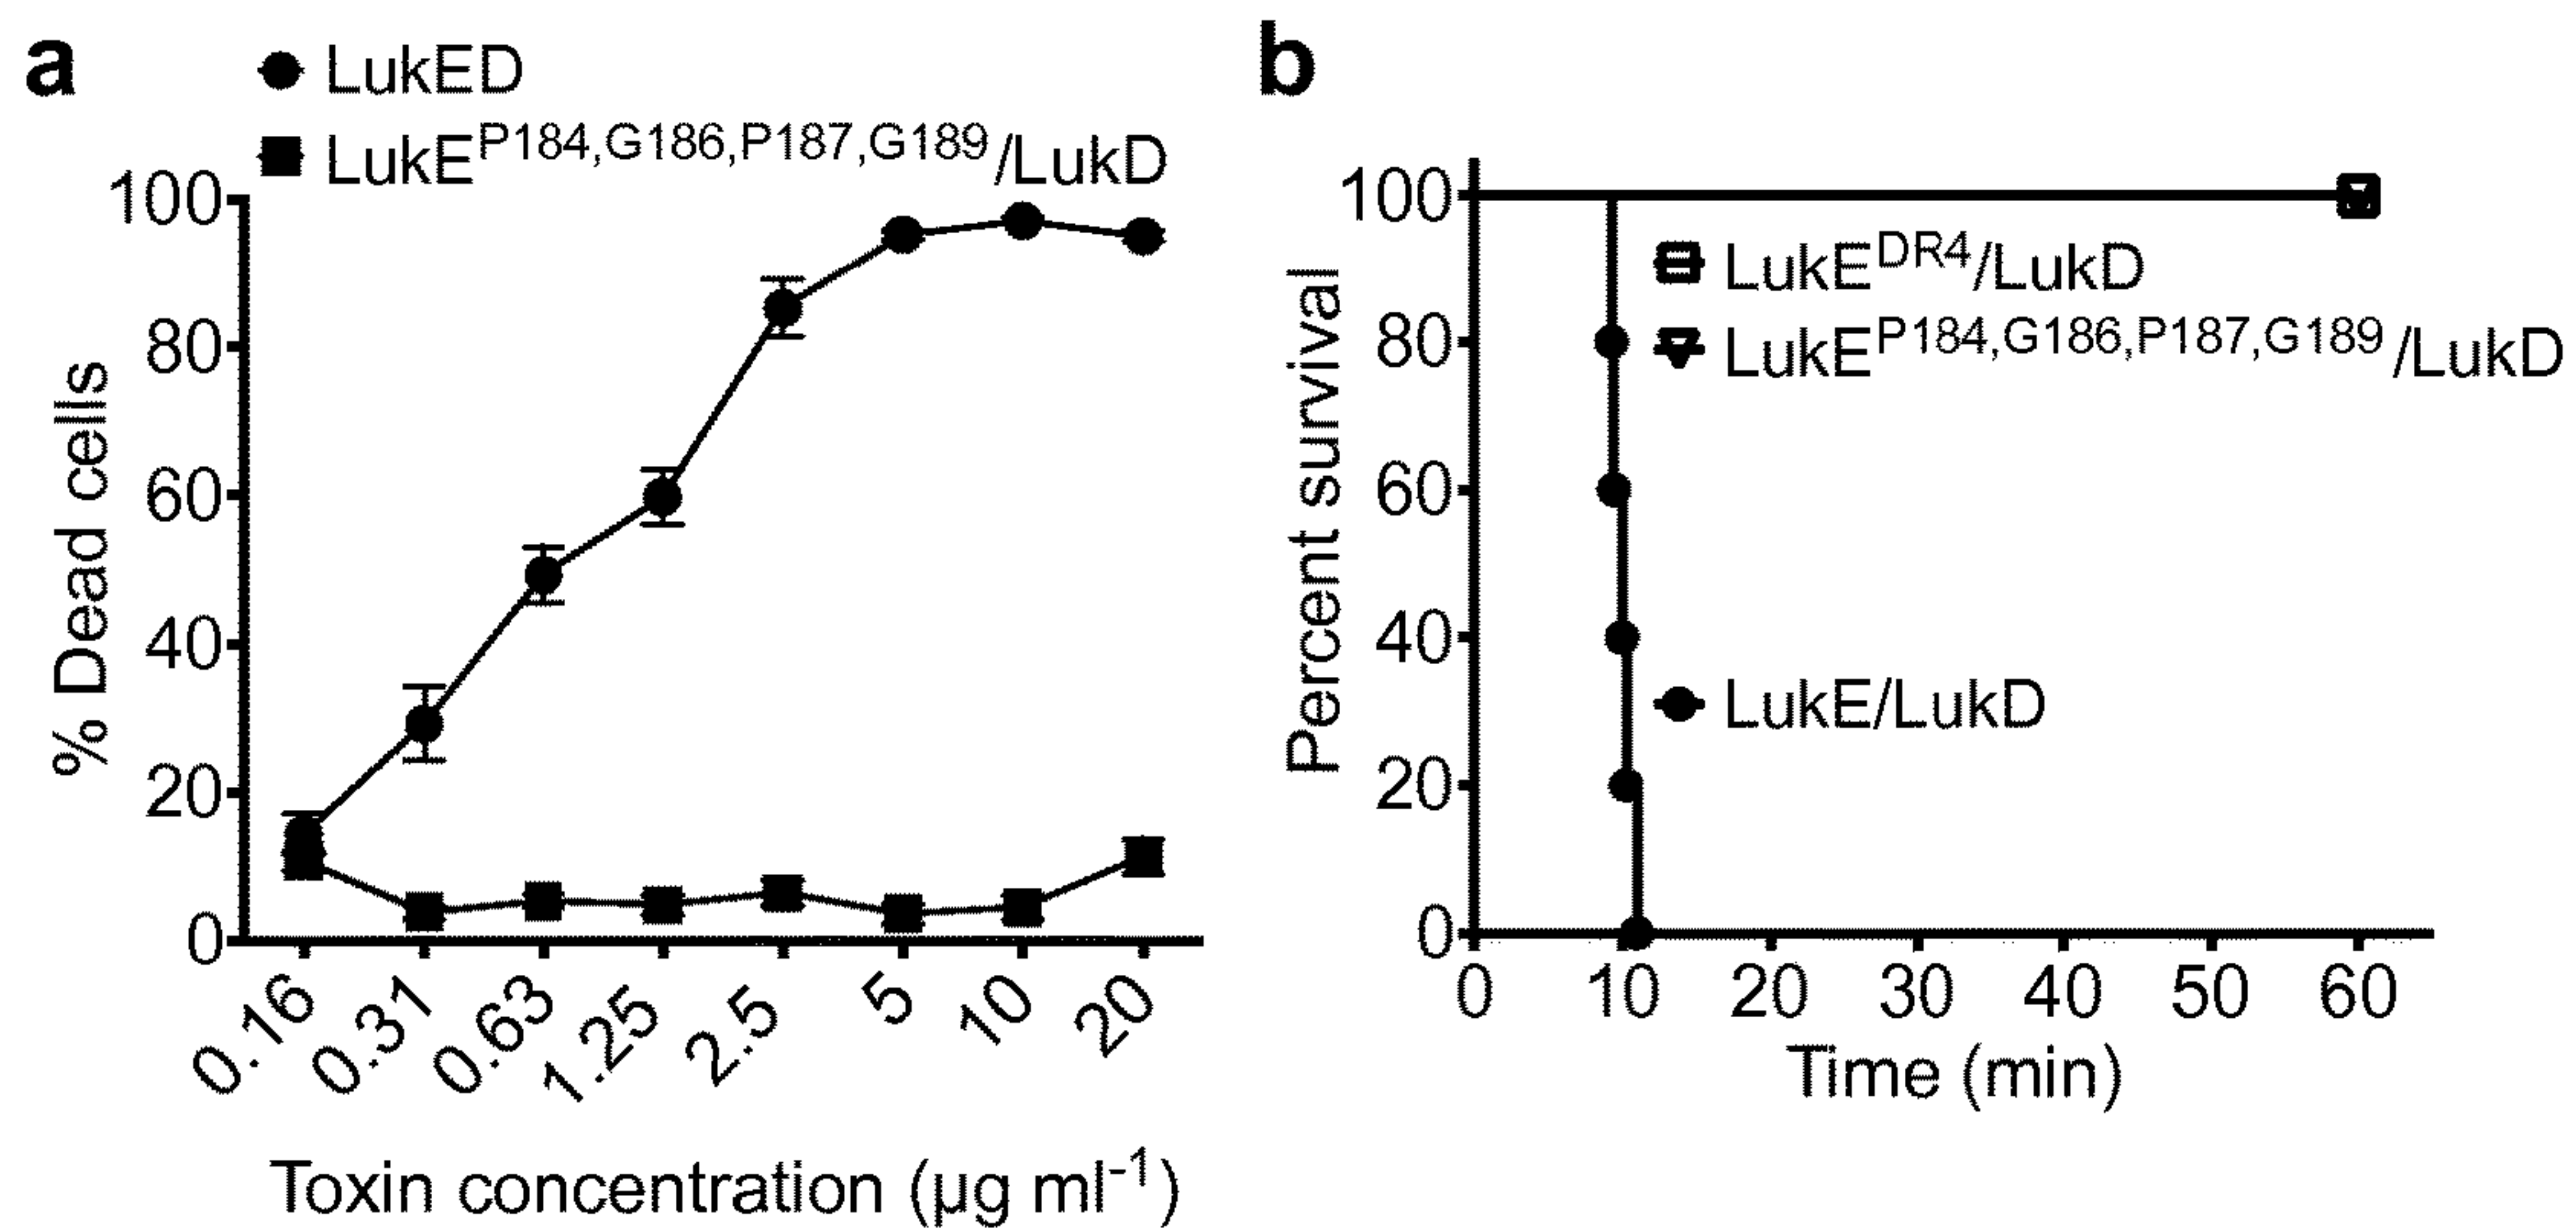 a
LukED
LukE^P184,G186,P187,G189/LukD
100
80
60
40
20
0
% Dead cells
0.16 0.31 0.63 1.25 2.5 5 10 20
Toxin concentration (µg ml^-1)
b
100
80
60
40
20
0
Percent survival
LukE^DR4/LukD
LukE^P184,G186,P187,G189/LukD
LukE/LukD
0 10 20 30 40 50 60
Time (min)